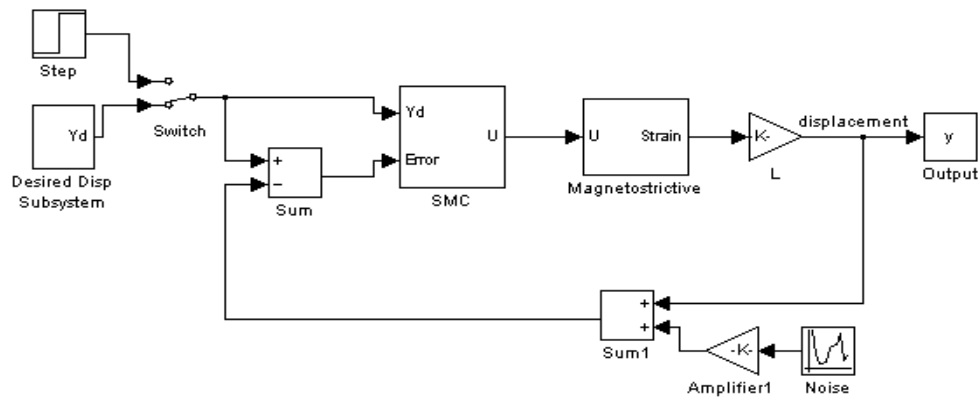 Step
Yd
Desired Disp
Subsystem
Switch
+
−
Sum
Yd
Error
U
SMC
U
Strain
Magnetostrictive
K-
L
displacement
y
Output
+
+
Sum1
-K-
Amplifier1
Noise